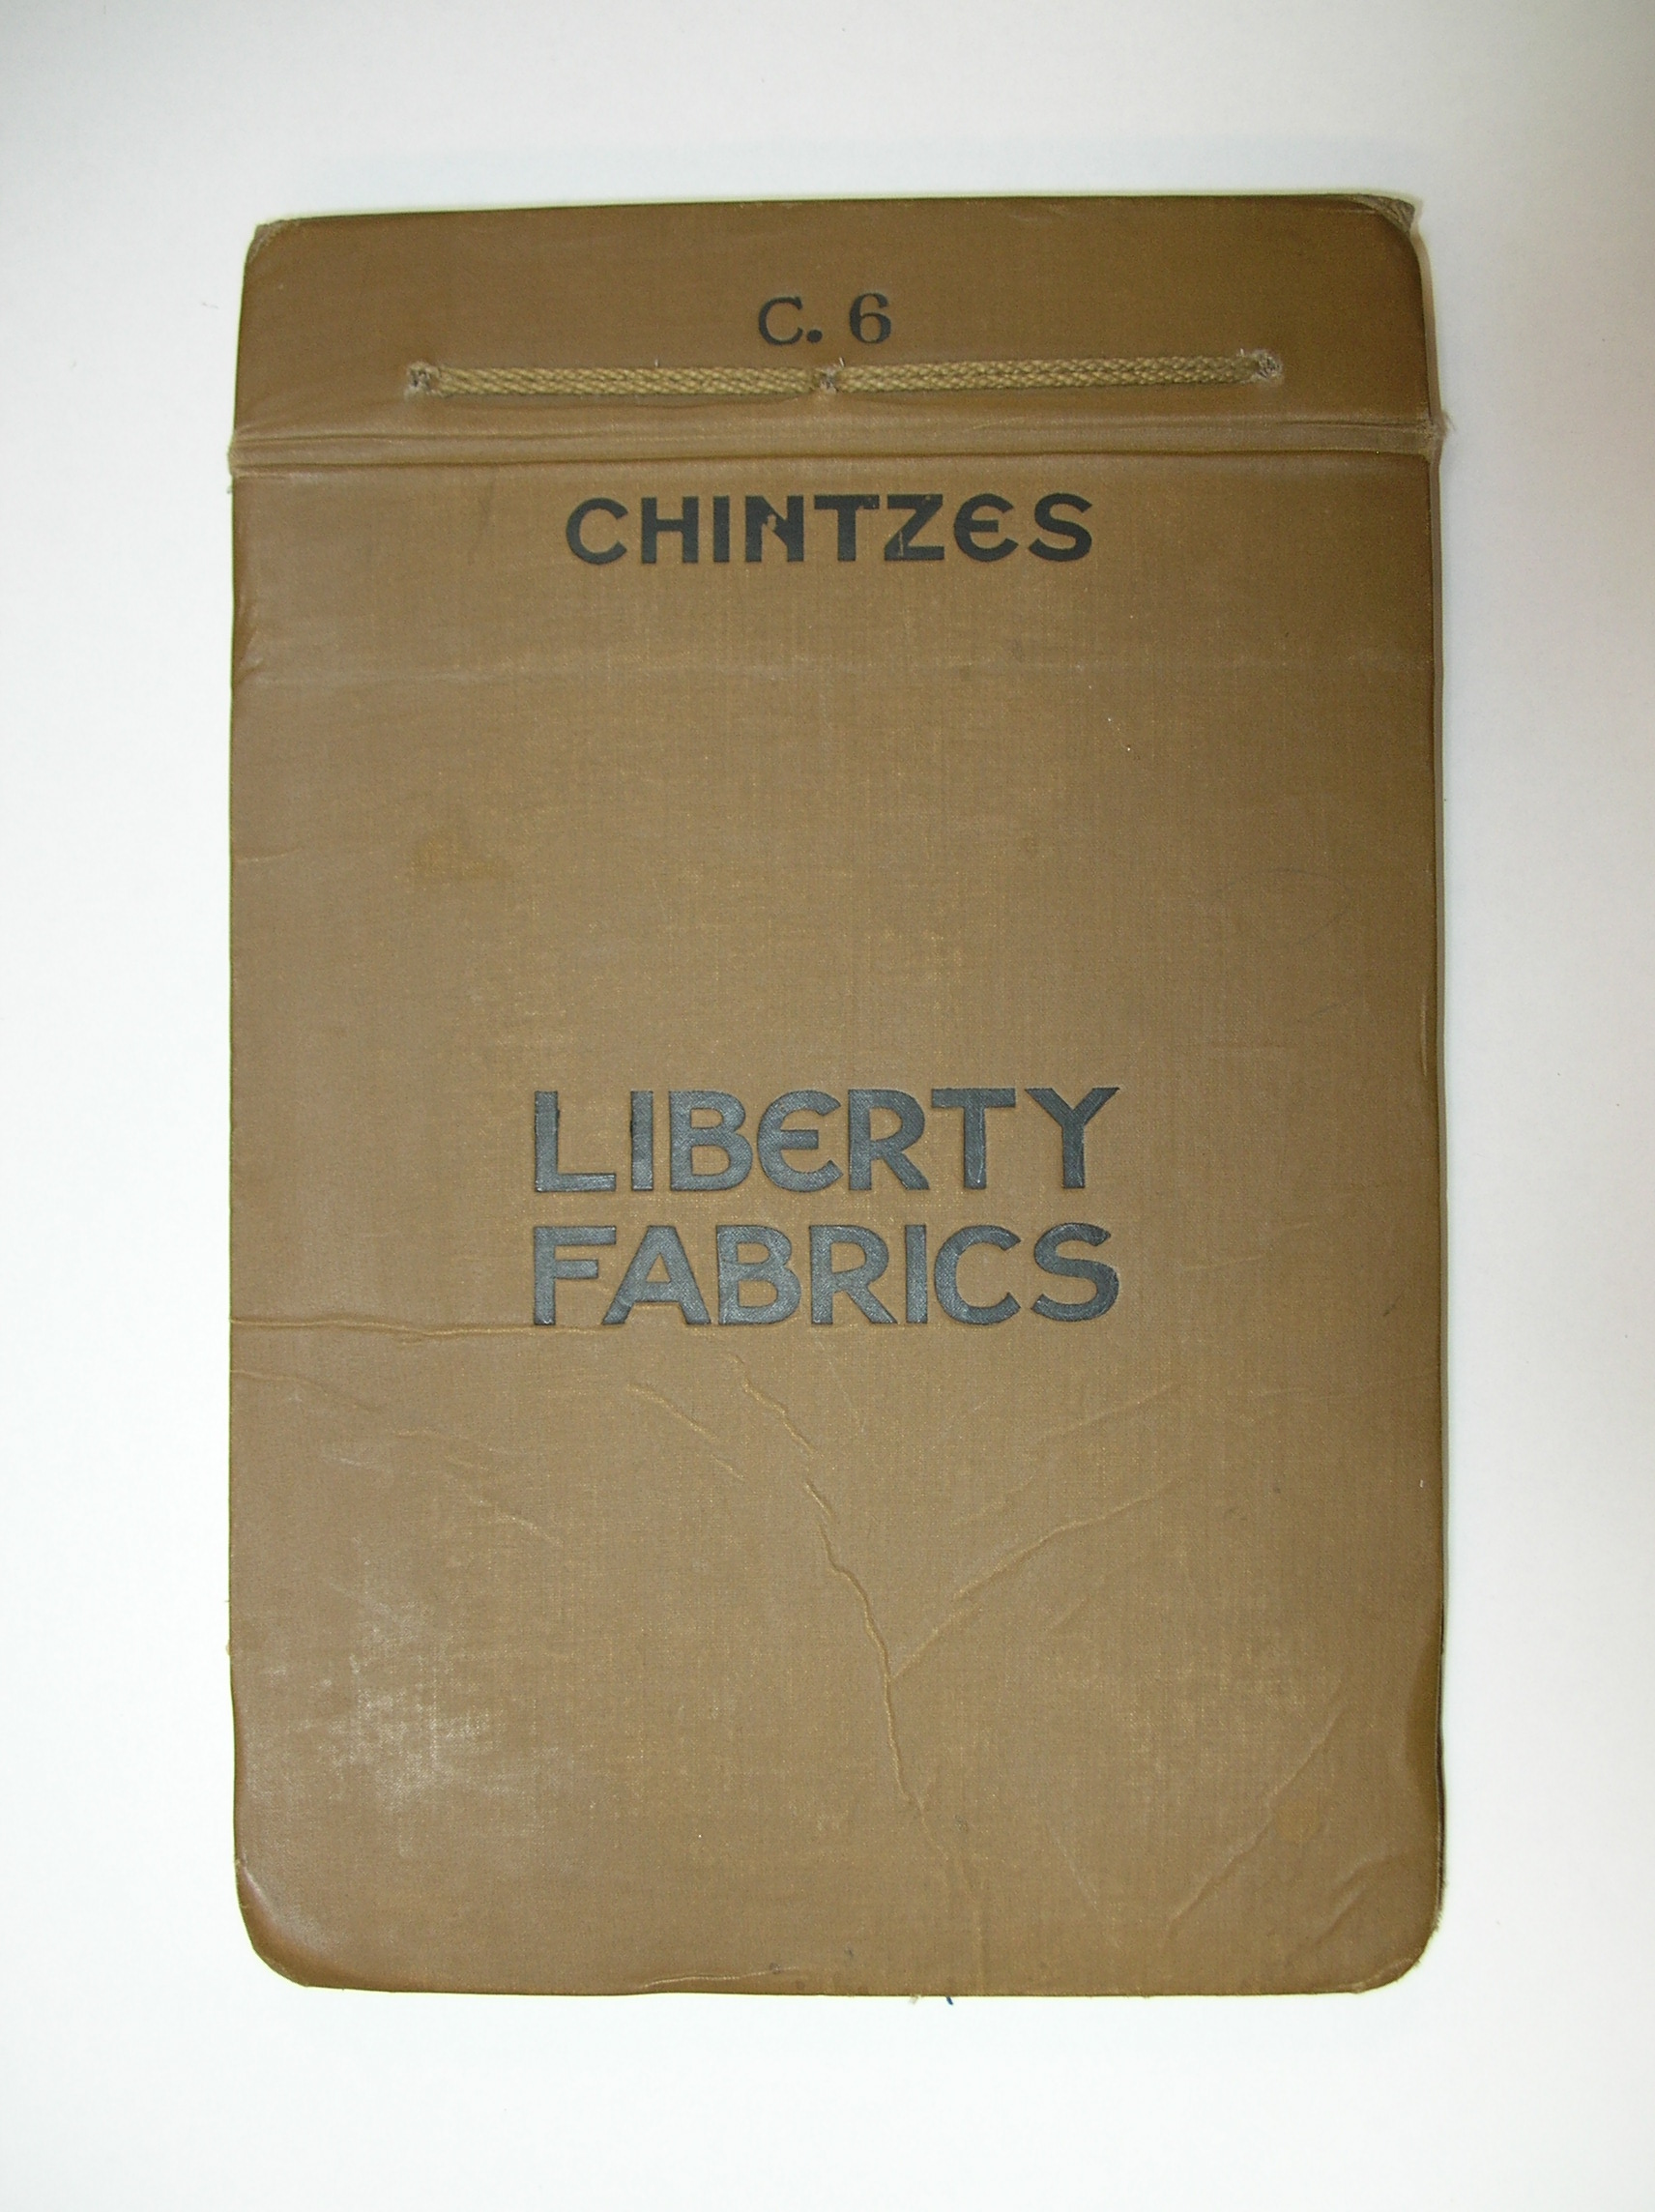 C. 6
CHINTZES
LIBERTY
FABRICS